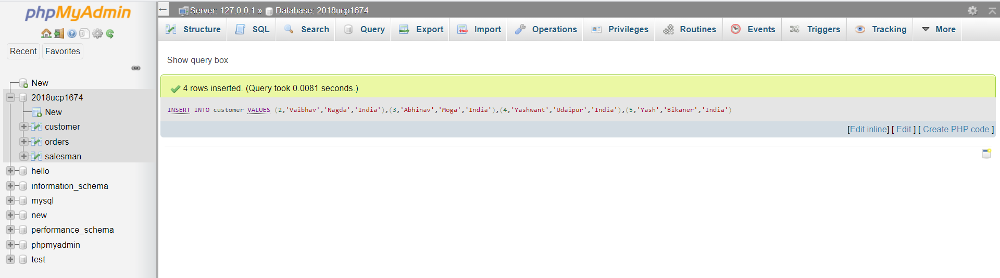 phpMyAdmin
Recent Favorites
New
2018ucp1674
New
customer
orders
salesman
hello
information_schema
mysql
new
performance_schema
phpmyadmin
test
Server: 127.0.0.1 » Database: 2018ucp1674
Structure SQL Search Query Export Import Operations Privileges Routines Events Triggers Tracking More
Show query box
4 rows inserted. (Query took 0.0081 seconds.)
INSERT INTO customer VALUES (2,'Vaibhav','Nagda','India'),(3,'Abhinav','Moga','India'),(4,'Yashwant','Udaipur','India'),(5,'Yash','Bikaner','India')
[Edit inline] [ Edit ] [ Create PHP code ]